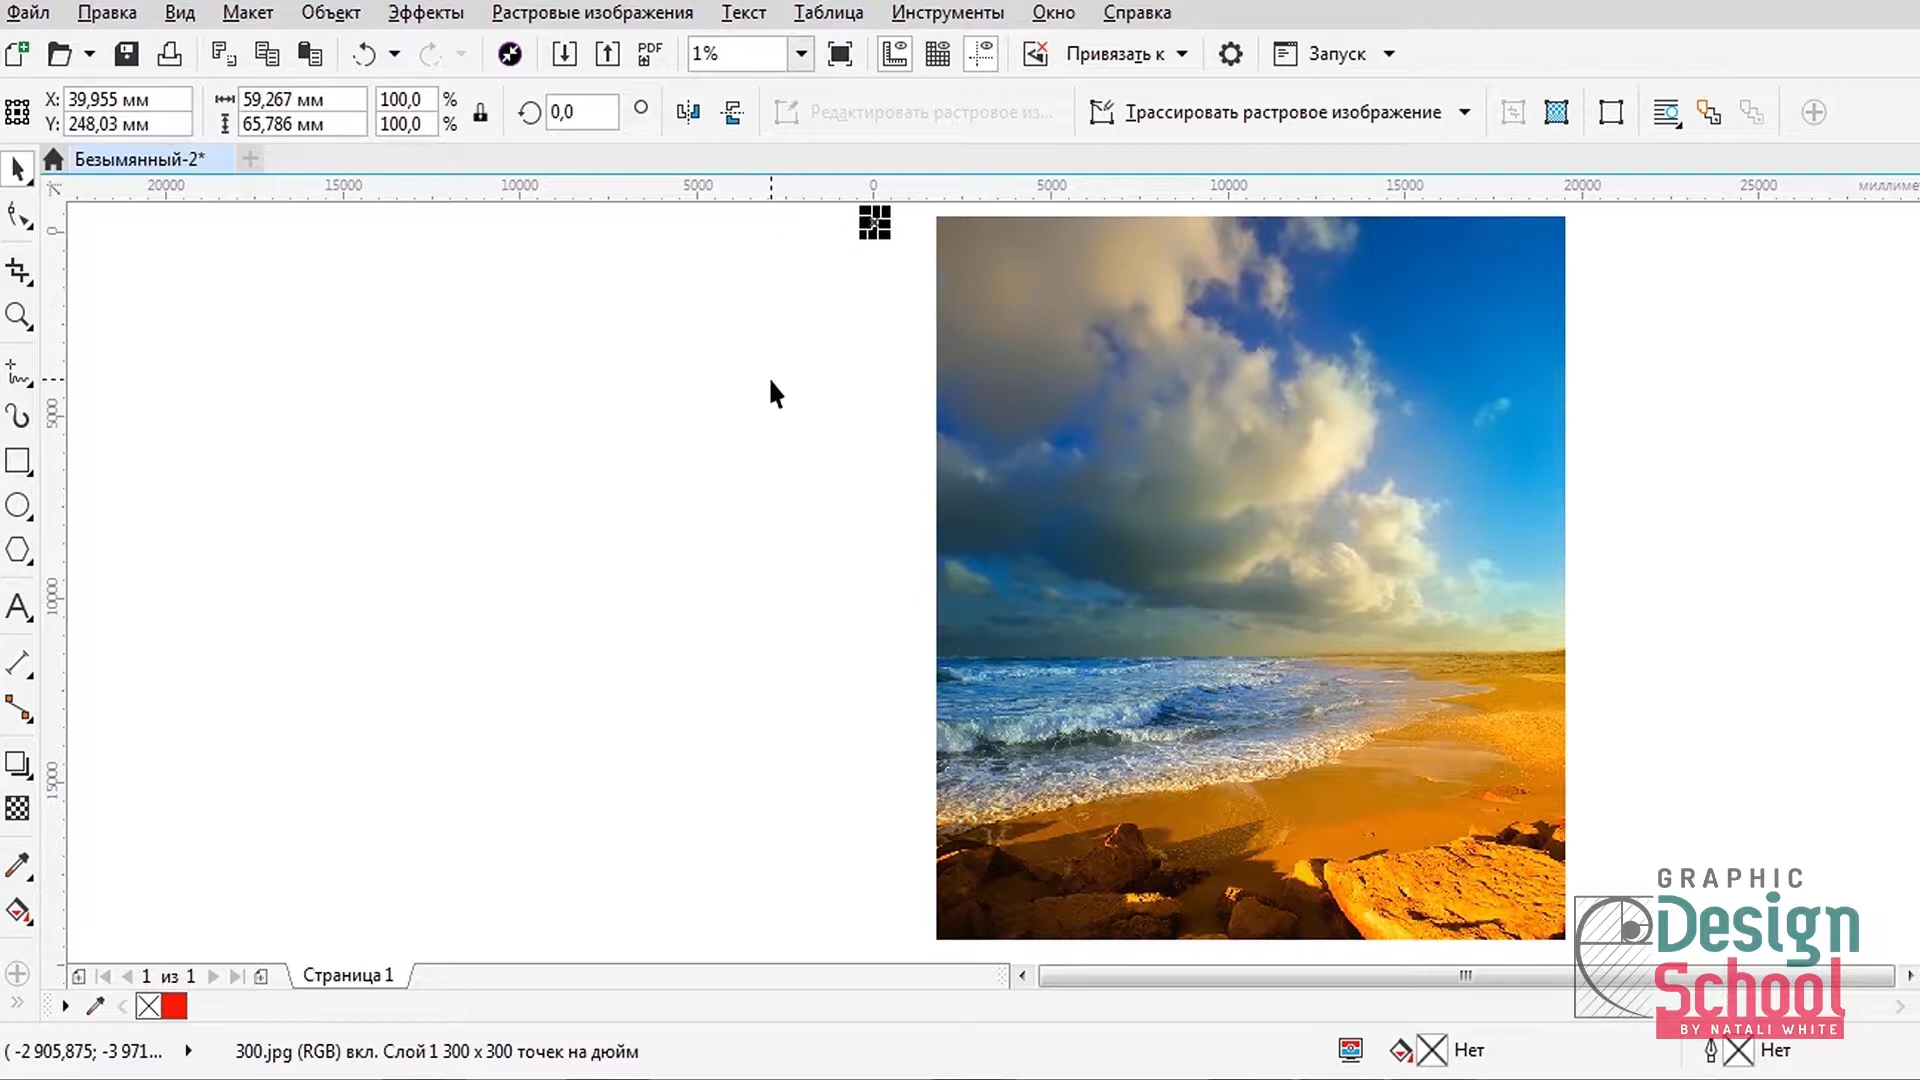 Файл Правка Вид Макет Объект Эффекты Растровые изображения Текст Таблица Инструменты Окно Справка
PDF 1% Привязать к Запуск
X: 39,955 мм 59,267 мм 100,0 %
Y: 248,03 мм 65,786 мм 100,0 %
0,0 Редактировать растровое из... Трассировать растровое изображение
Безымянный-2*
20000 15000 10000 5000 0 5000 10000 15000 20000 25000 миллиме
0
5000
10000
15000
1 из 1 Страница 1
( -2 905,875; -3 971... 300.jpg (RGB) вкл. Слой 1 300 x 300 точек на дюйм Нет Нет
GRAPHIC
Design
School
BY NATALI WHITE